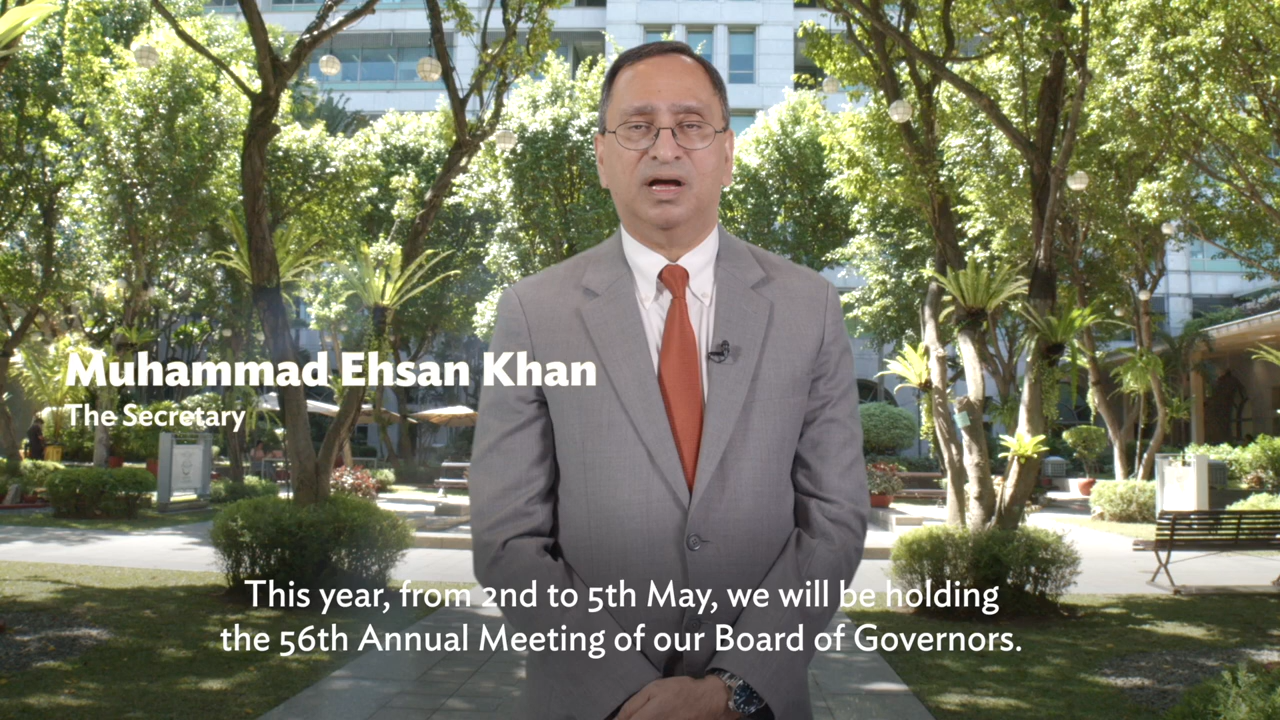 Muhammad Ehsan Khan
The Secretary
This year, from 2nd to 5th May, we will be holding
the 56th Annual Meeting of our Board of Governors.